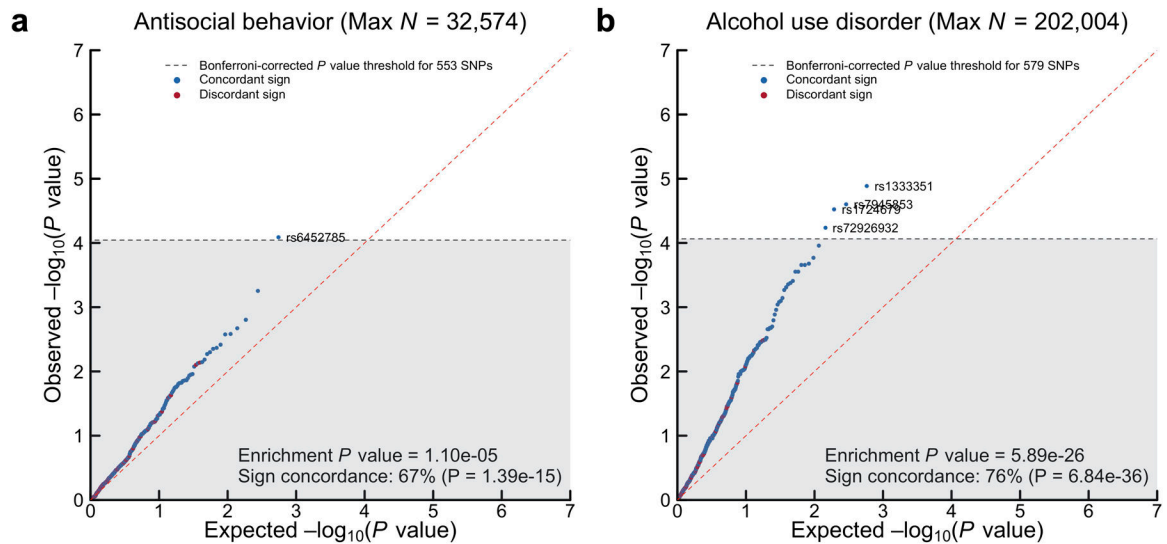 a
Antisocial behavior (Max N = 32,574)
Bonferroni-corrected P value threshold for 553 SNPs
Concordant sign
Discordant sign
Observed –log10(P value)
7
6
5
4
3
2
1
0
rs6452785
Enrichment P value = 1.10e-05
Sign concordance: 67% (P = 1.39e-15)
0 1 2 3 4 5 6 7
Expected –log10(P value)
b
Alcohol use disorder (Max N = 202,004)
Bonferroni-corrected P value threshold for 579 SNPs
Concordant sign
Discordant sign
Observed –log10(P value)
7
6
5
4
3
2
1
0
rs1333351
rs7945853
rs1724679
rs72926932
Enrichment P value = 5.89e-26
Sign concordance: 76% (P = 6.84e-36)
0 1 2 3 4 5 6 7
Expected –log10(P value)